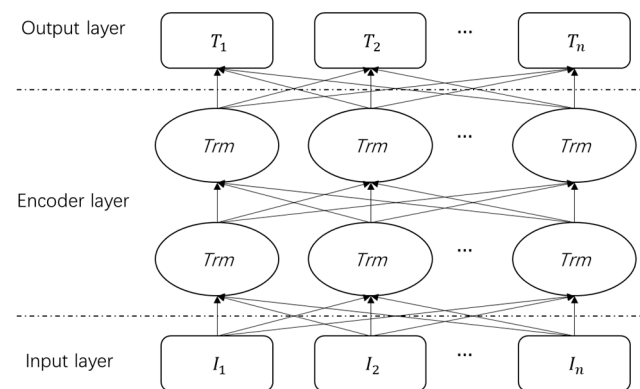 Output layer T₁ T₂ ... Tₙ
Trm Trm ... Trm
Encoder layer
Trm Trm ... Trm
Input layer I₁ I₂ ... Iₙ